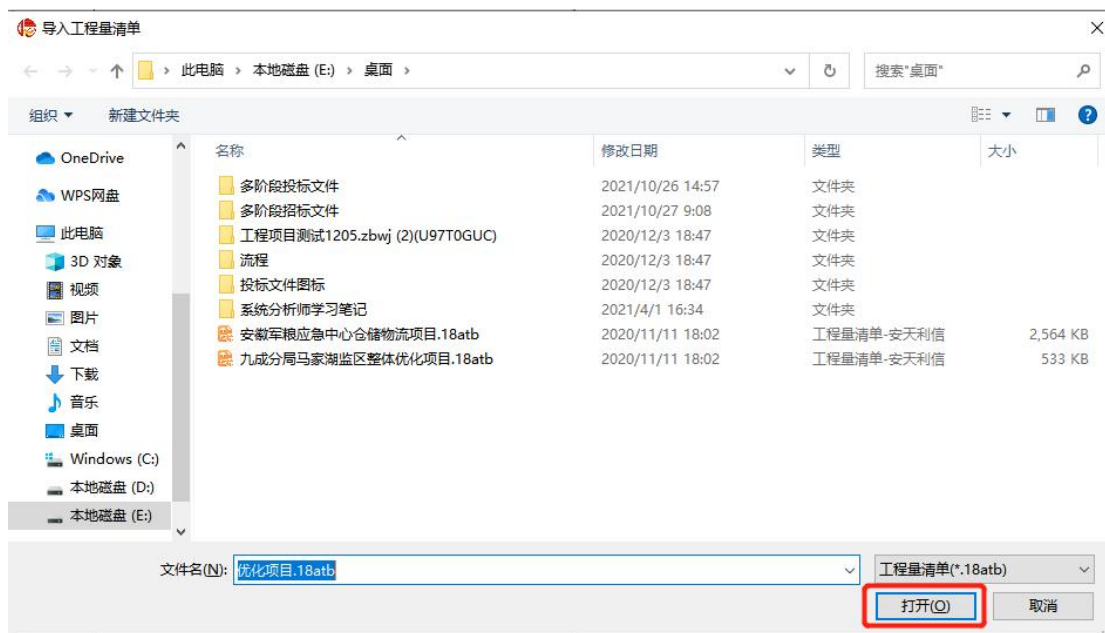 导入工程量清单
此电脑 › 本地磁盘 (E:) › 桌面 ›
搜索"桌面"
组织 新建文件夹
名称 修改日期 类型 大小
OneDrive
WPS网盘
此电脑
3D 对象
视频
图片
文档
下载
音乐
桌面
Windows (C:)
本地磁盘 (D:)
本地磁盘 (E:)
多阶段投标文件 2021/10/26 14:57 文件夹
多阶段招标文件 2021/10/27 9:08 文件夹
工程项目测试1205.zbwj (2)(U97T0GUC) 2020/12/3 18:47 文件夹
流程 2020/12/3 18:47 文件夹
投标文件图标 2020/12/3 18:47 文件夹
系统分析师学习笔记 2021/4/1 16:34 文件夹
安徽军粮应急中心仓储物流项目.18atb 2020/11/11 18:02 工程量清单-安天利信 2,564 KB
九成分局马家湖监区整体优化项目.18atb 2020/11/11 18:02 工程量清单-安天利信 533 KB
文件名(N): 优化项目.18atb 工程量清单(*.18atb)
打开(O) 取消